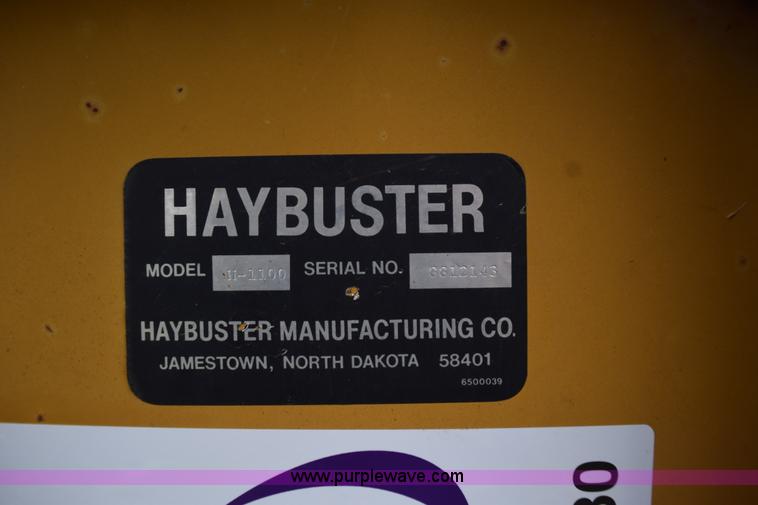 HAYBUSTER
MODEL H-1100 SERIAL NO.
HAYBUSTER MANUFACTURING CO.
JAMESTOWN, NORTH DAKOTA 58401
6500039
www.purplewave.com